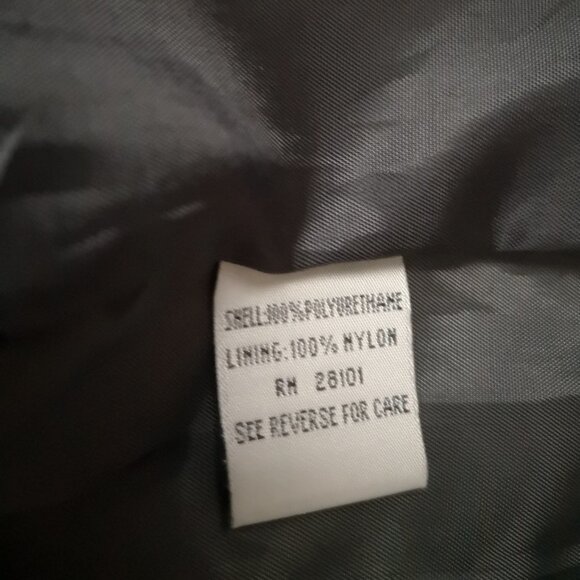 SHELL:100%POLYURETHANE
LINING:100% NYLON
RN 28101
SEE REVERSE FOR CARE